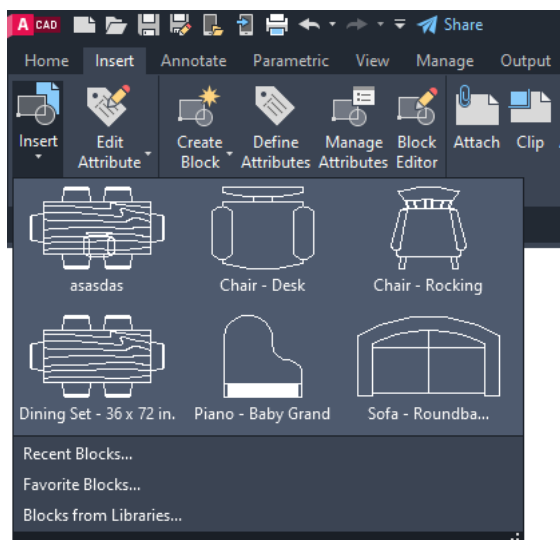 A CAD Share
Home Insert Annotate Parametric View Manage Output
Insert Edit Attribute Create Block Define Attributes Manage Attributes Block Editor Attach Clip
asasdas Chair - Desk Chair - Rocking
Dining Set - 36 x 72 in. Piano - Baby Grand Sofa - Roundba...
Recent Blocks...
Favorite Blocks...
Blocks from Libraries...